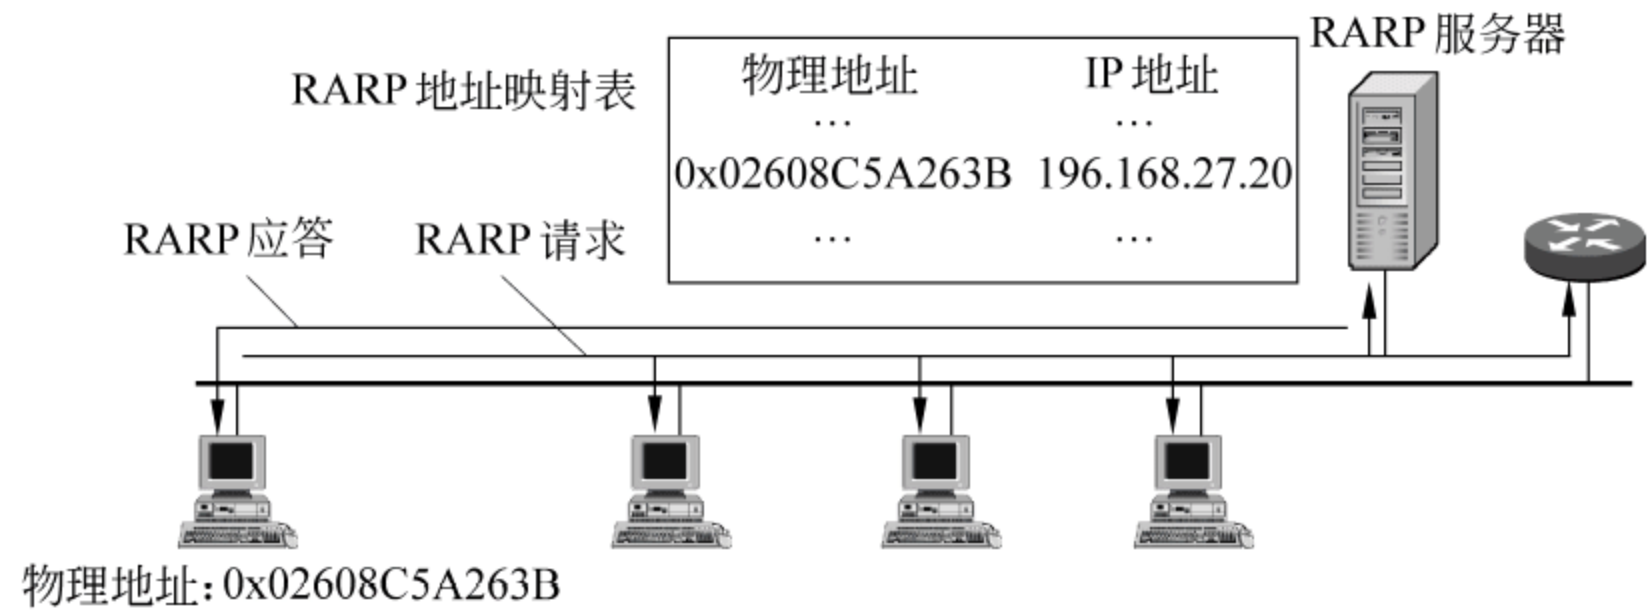 RARP 服务器
RARP 地址映射表
物理地址 IP 地址
… …
0x02608C5A263B 196.168.27.20
… …
RARP 应答 RARP 请求
物理地址：0x02608C5A263B